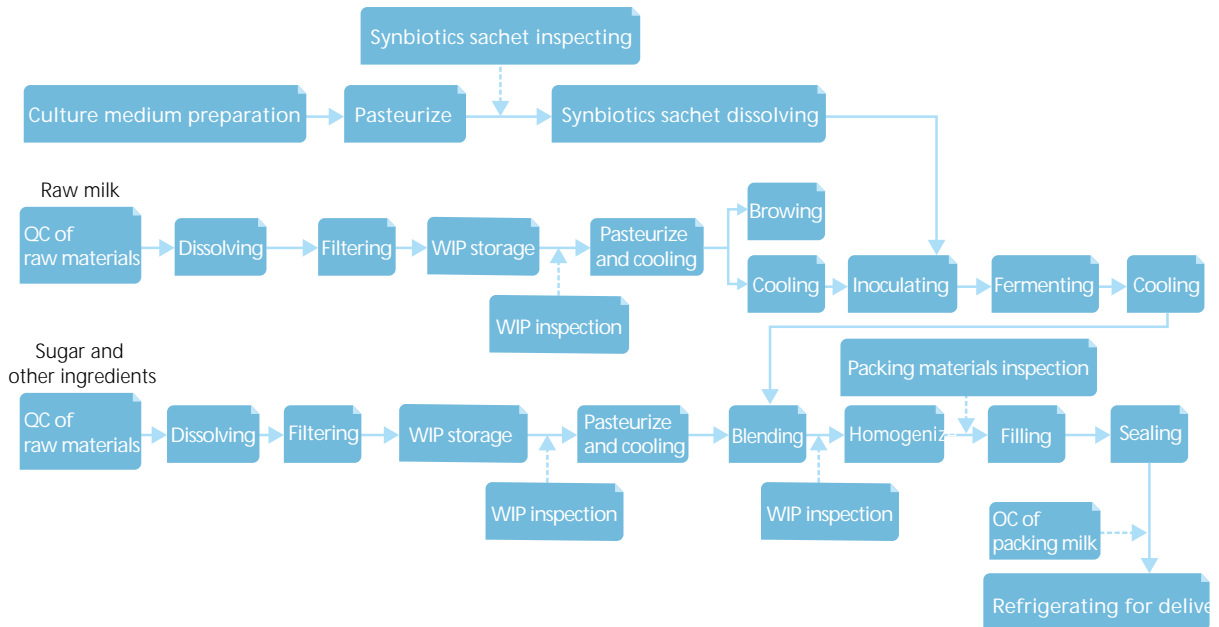 Synbiotics sachet inspecting
Culture medium preparation
Pasteurize
Synbiotics sachet dissolving
Raw milk
QC of
raw materials
Dissolving
Filtering
WIP storage
Pasteurize
and cooling
Browing
Cooling
Inoculating
Fermenting
Cooling
WIP inspection
Sugar and
other ingredients
Packing materials inspection
QC of
raw materials
Dissolving
Filtering
WIP storage
Pasteurize
and cooling
Blending
Homogeniz
Filling
Sealing
WIP inspection
WIP inspection
OC of
packing milk
Refrigerating for delive